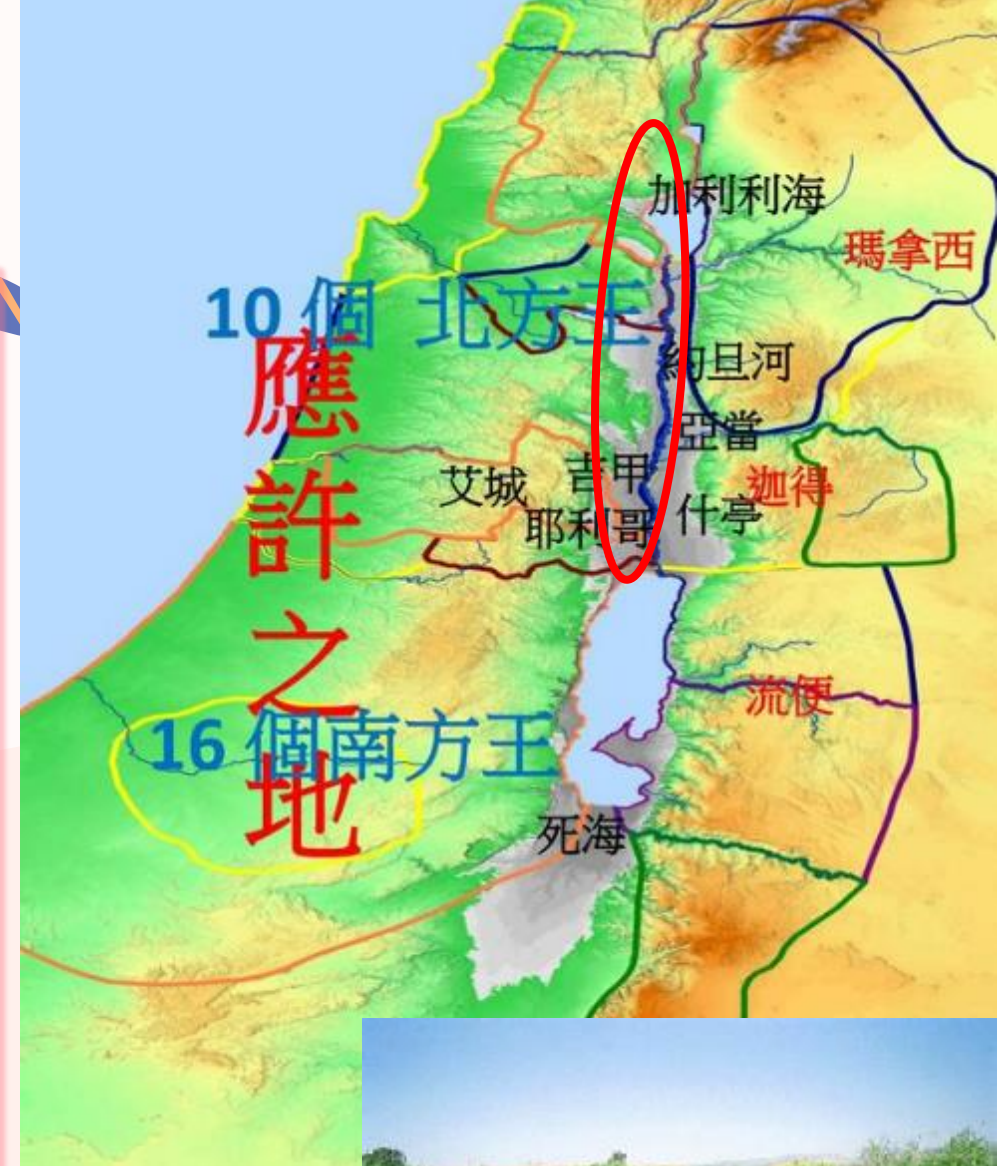 加利利海
瑪拿西
10 個 北方王
約旦河
亞當
艾城
吉甲
迦得
耶利哥
什亭
應許之地
流便
16 個南方王
死海